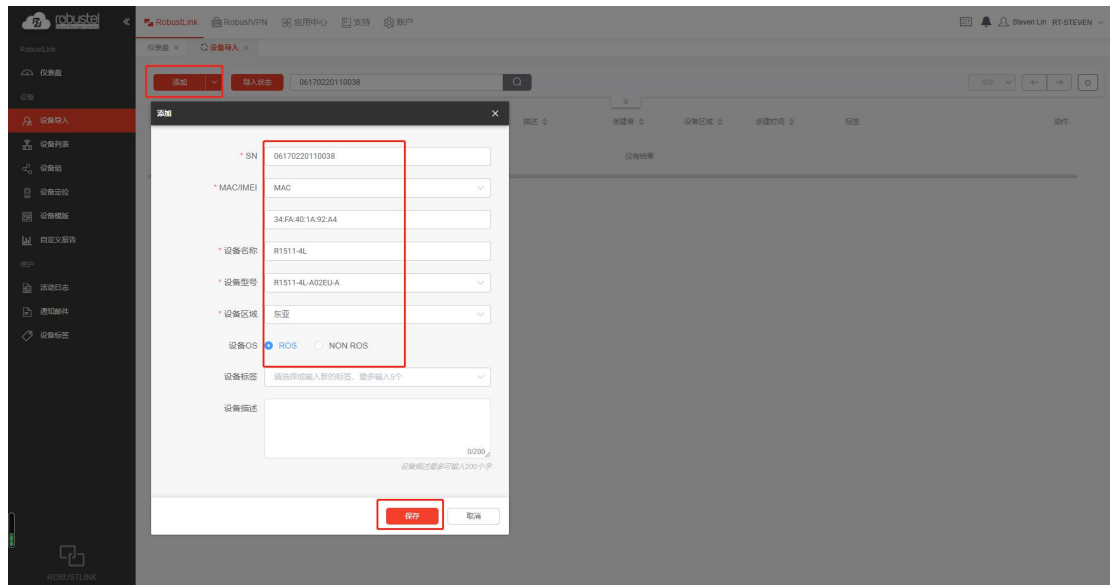 robustel
RobustLink
RobustVPN
应用中心
支持
账户
Steven Lin RT-STEVEN
RobustLink
仪表盘 ×
设备导入 ×
仪表盘
添加
导入状态
06170220110038
设备
设备导入
添加
×
描述
创建者
设备区域
创建时间
标签
动作
设备列表
* SN
06170220110038
没有结果
设备组
* MAC/IMEI
MAC
设备定位
34:FA:40:1A:92:A4
设备模版
自定义报告
* 设备名称
R1511-4L
维护
* 设备型号
R1511-4L-A02EU-A
活动日志
通知邮件
* 设备区域
东亚
设备标签
设备OS
ROS
NON ROS
设备标签
请选择或输入新的标签，最多输入5个
设备描述
0/200
设备描述最多可输入200个字
保存
取消
ROBUSTLINK